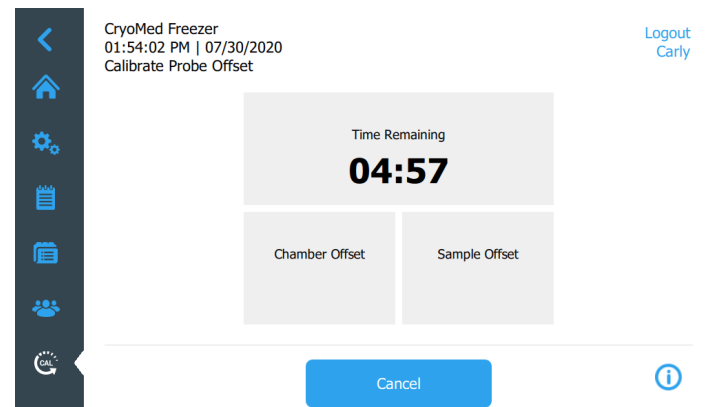 CryoMed Freezer
01:54:02 PM | 07/30/2020
Calibrate Probe Offset
Logout
Carly
Time Remaining
04:57
Chamber Offset
Sample Offset
CAL
Cancel